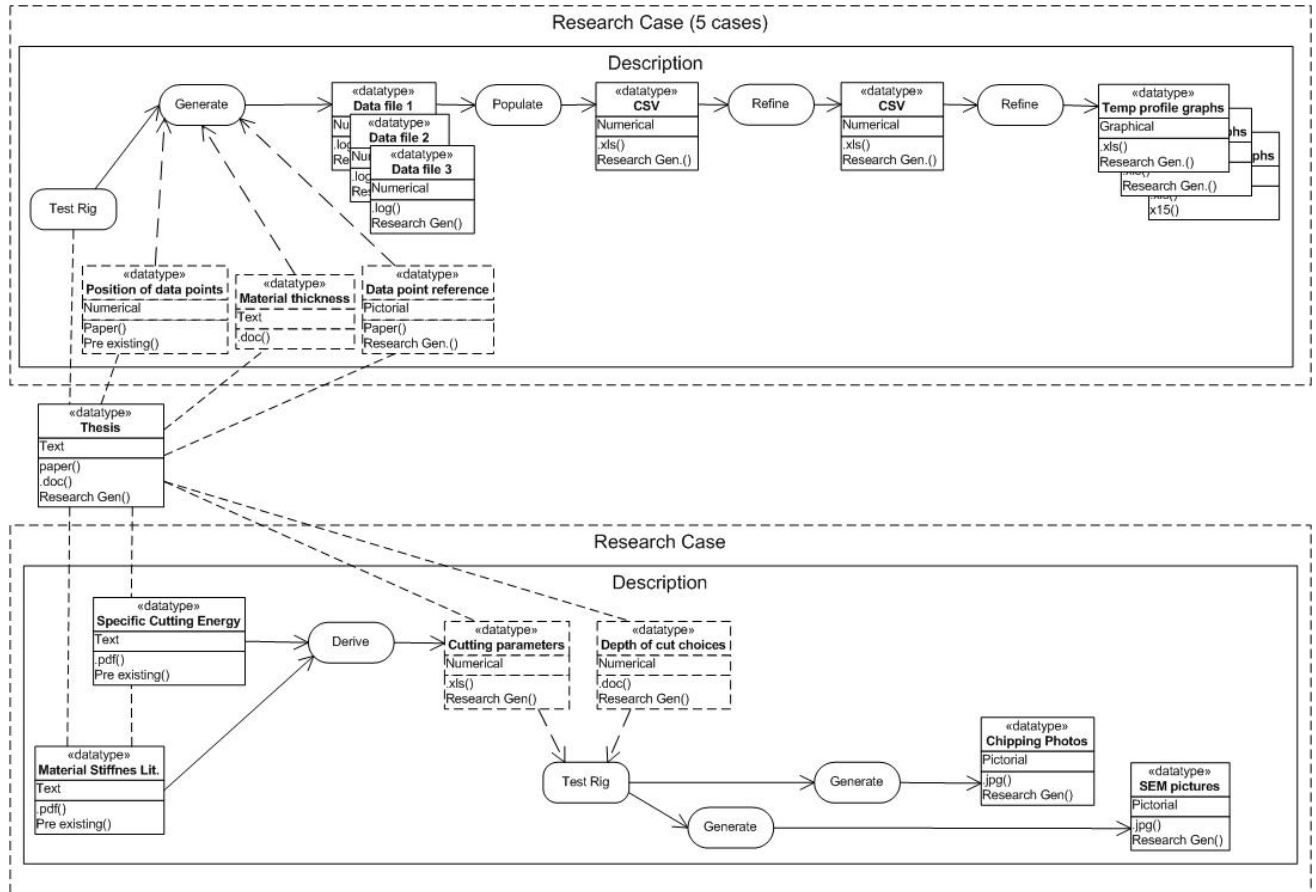 Research Case (5 cases)
Description
Generate
Test Rig
«datatype»
Data file 1
Nu
.log
Re
Data file 2
Nu
.log
Res
Data file 3
Numerical
.log()
Research Gen()
Populate
«datatype»
CSV
Numerical
.xls()
Research Gen.()
Refine
«datatype»
CSV
Numerical
.xls()
Research Gen.()
Refine
«datatype»
Temp profile graphs
Graphical
.xls()
Research Gen.()
phs
.xls()
Research Gen.()
phs
.xls()
x15()
«datatype»
Position of data points
Numerical
Paper()
Pre existing()
«datatype»
Material thickness
Text
.doc()
«datatype»
Data point reference
Pictorial
Paper()
Research Gen.()
«datatype»
Thesis
Text
paper()
.doc()
Research Gen()
Research Case
Description
«datatype»
Specific Cutting Energy
Text
.pdf()
Pre existing()
Derive
«datatype»
Cutting parameters
Numerical
.xls()
Research Gen()
«datatype»
Depth of cut choices
Numerical
.doc()
Research Gen()
«datatype»
Material Stiffnes Lit.
Text
.pdf()
Pre existing()
Test Rig
Generate
Generate
«datatype»
Chipping Photos
Pictorial
.jpg()
Research Gen()
«datatype»
SEM pictures
Pictorial
.jpg()
Research Gen()